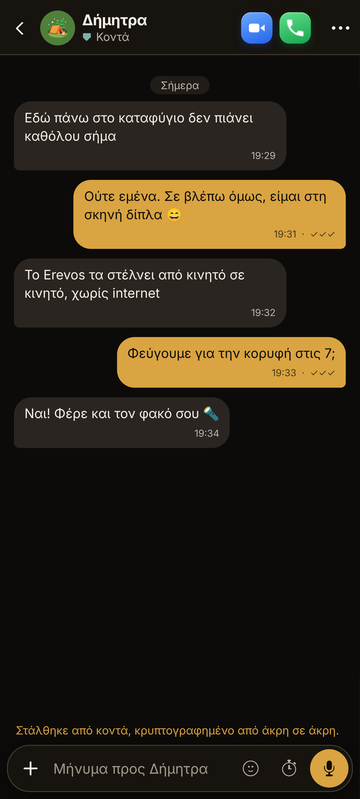 Δήμητρα
Κοντά
Σήμερα
Εδώ πάνω στο καταφύγιο δεν πιάνει
καθόλου σήμα
19:29
Ούτε εμένα. Σε βλέπω όμως, είμαι στη
σκηνή δίπλα 😄
19:31 · ✓✓✓
Το Erevos τα στέλνει από κινητό σε
κινητό, χωρίς internet
19:32
Φεύγουμε για την κορυφή στις 7;
19:33 · ✓✓✓
Ναι! Φέρε και τον φακό σου 🔦
19:34
Στάλθηκε από κοντά, κρυπτογραφημένο από άκρη σε άκρη.
Μήνυμα προς Δήμητρα